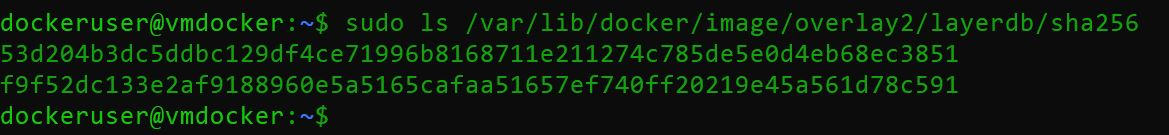 dockeruser@vmdocker:~$ sudo ls /var/lib/docker/image/overlay2/layerdb/sha256
53d204b3dc5ddbc129df4ce71996b8168711e211274c785de5e0d4eb68ec3851
f9f52dc133e2af9188960e5a5165cafaa51657ef740ff20219e45a561d78c591
dockeruser@vmdocker:~$